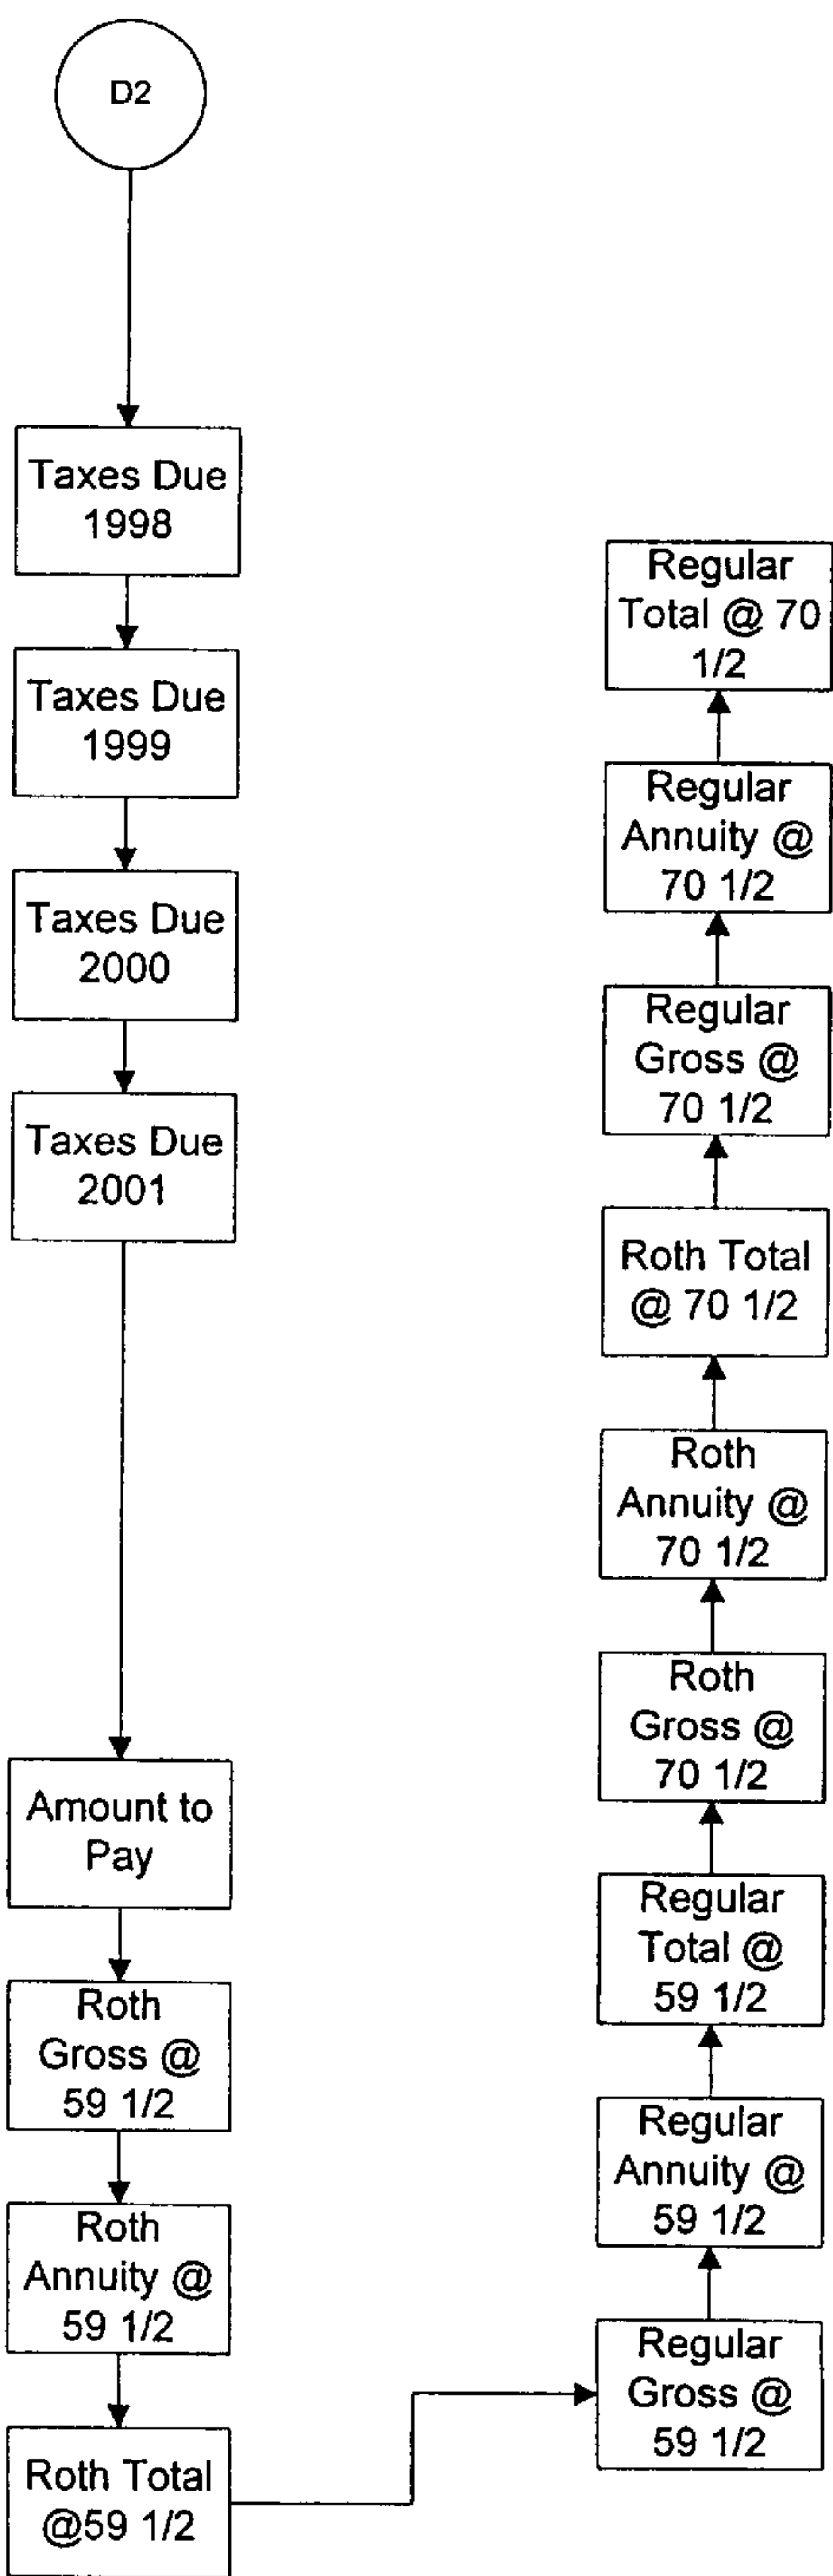 D2
Taxes Due
1998
Taxes Due
1999
Taxes Due
2000
Taxes Due
2001
Amount to
Pay
Roth
Gross @
59 1/2
Roth
Annuity @
59 1/2
Roth Total
@59 1/2
Regular
Gross @
59 1/2
Regular
Annuity @
59 1/2
Regular
Total @
59 1/2
Roth
Gross @
70 1/2
Roth
Annuity @
70 1/2
Roth Total
@ 70 1/2
Regular
Gross @
70 1/2
Regular
Annuity @
70 1/2
Regular
Total @ 70
1/2